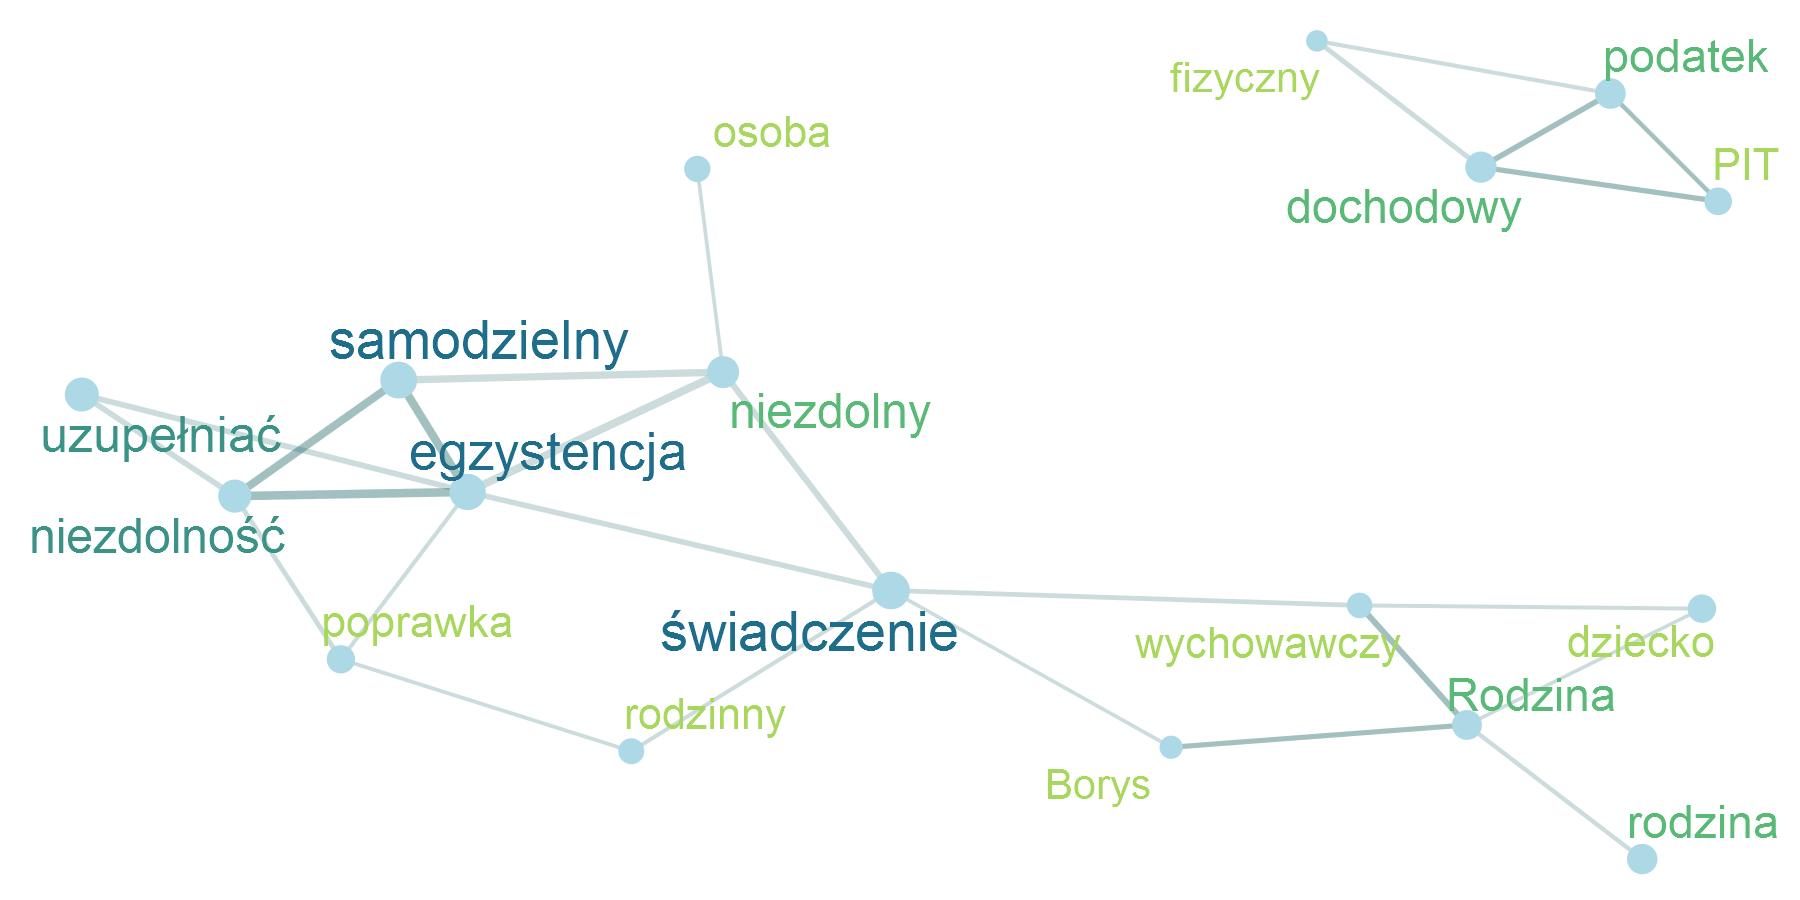 podatek
fizyczny
osoba
PIT
dochodowy
samodzielny
niezdolny
uzupełniać
egzystencja
niezdolność
poprawka
świadczenie
wychowawczy
dziecko
Rodzina
rodzinny
Borys
rodzina